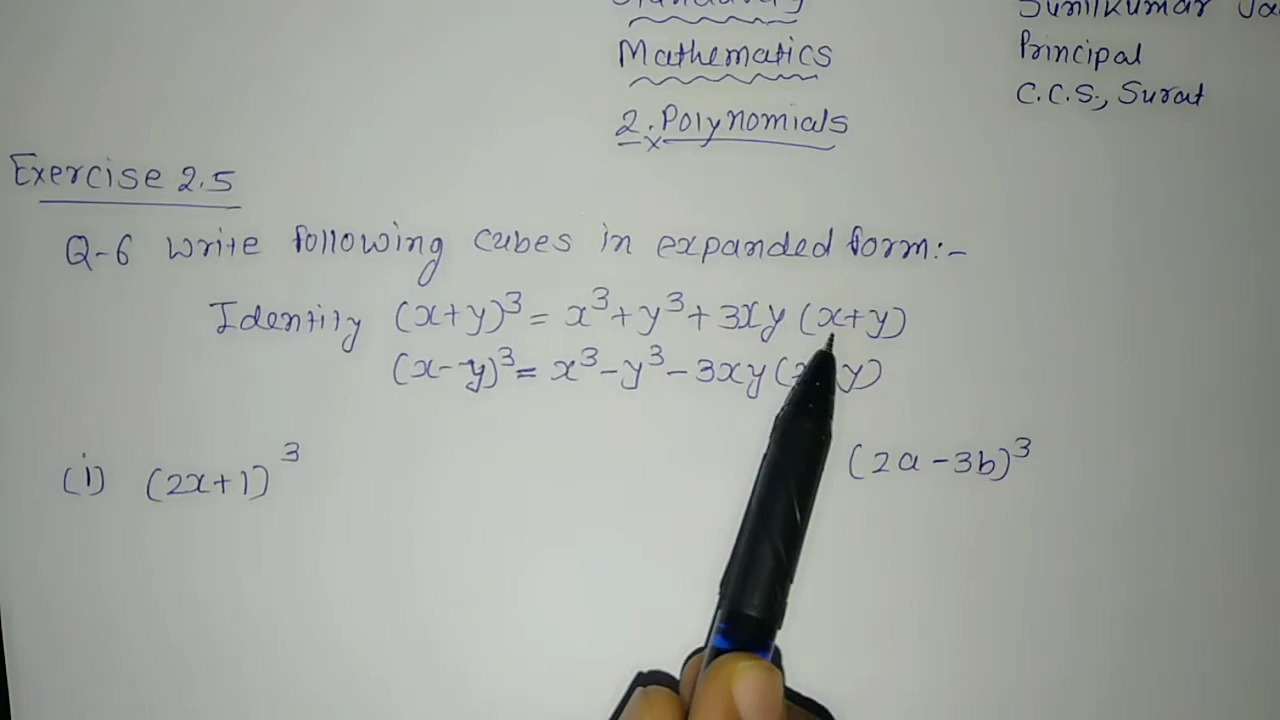 Mathematics
2. Polynomials
Principal
C.C.S., Surat
Exercise 2.5
Q-6 Write following cubes in expanded form:-
Identity (x+y)³ = x³+y³+3xy(x+y)
(x-y)³ = x³-y³-3xy( y)
(i) (2x+1)³
(2a-3b)³